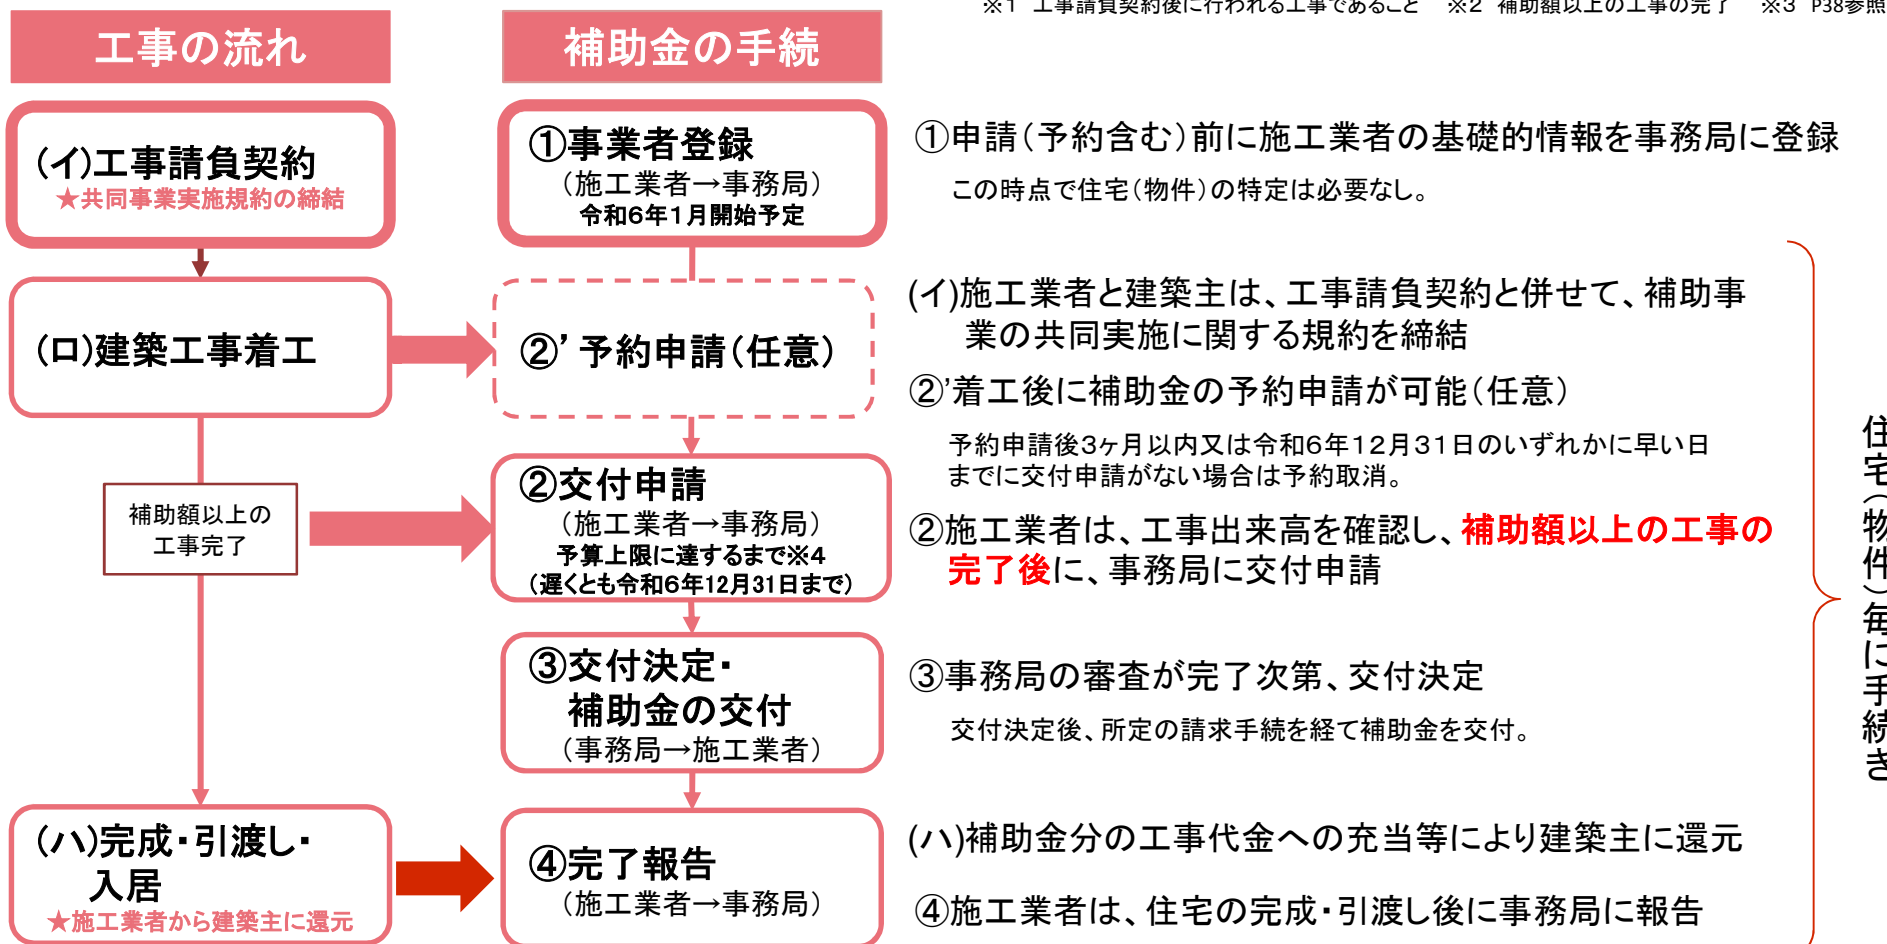 ※1 工事請負契約後に行われる工事であること ※2 補助額以上の工事の完了 ※3 P38参照
工事の流れ
補助金の手続
(イ)工事請負契約
★共同事業実施規約の締結
(ロ)建築工事着工
補助額以上の
工事完了
(ハ)完成・引渡し・
入居
★施工業者から建築主に還元
①事業者登録
(施工業者→事務局)
令和6年1月開始予定
②’予約申請(任意)
②交付申請
(施工業者→事務局)
予算上限に達するまで※4
(遅くとも令和6年12月31日まで)
③交付決定・
補助金の交付
(事務局→施工業者)
④完了報告
(施工業者→事務局)
①申請(予約含む)前に施工業者の基礎的情報を事務局に登録
この時点で住宅(物件)の特定は必要なし。
(イ)施工業者と建築主は、工事請負契約と併せて、補助事
業の共同実施に関する規約を締結
②’着工後に補助金の予約申請が可能(任意)
予約申請後3ヶ月以内又は令和6年12月31日のいずれかに早い日
までに交付申請がない場合は予約取消。
②施工業者は、工事出来高を確認し、補助額以上の工事の
完了後に、事務局に交付申請
③事務局の審査が完了次第、交付決定
交付決定後、所定の請求手続を経て補助金を交付。
(ハ)補助金分の工事代金への充当等により建築主に還元
④施工業者は、住宅の完成・引渡し後に事務局に報告
住宅(物件)毎に手続き